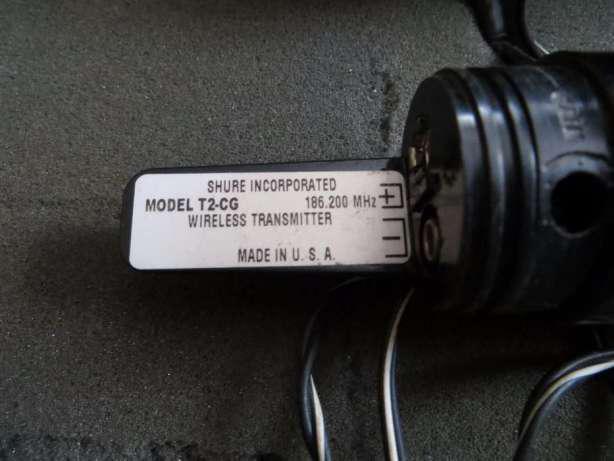 SHURE INCORPORATED
MODEL T2-CG 186.200 MHz
WIRELESS TRANSMITTER
MADE IN U. S. A.
+
−